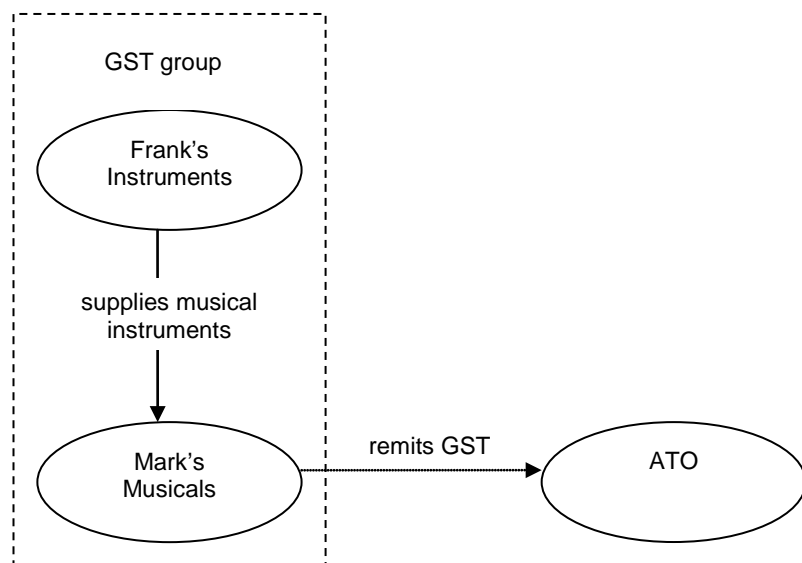 GST group
Frank’s
Instruments
supplies musical
instruments
remits GST
Mark’s
Musicals
ATO